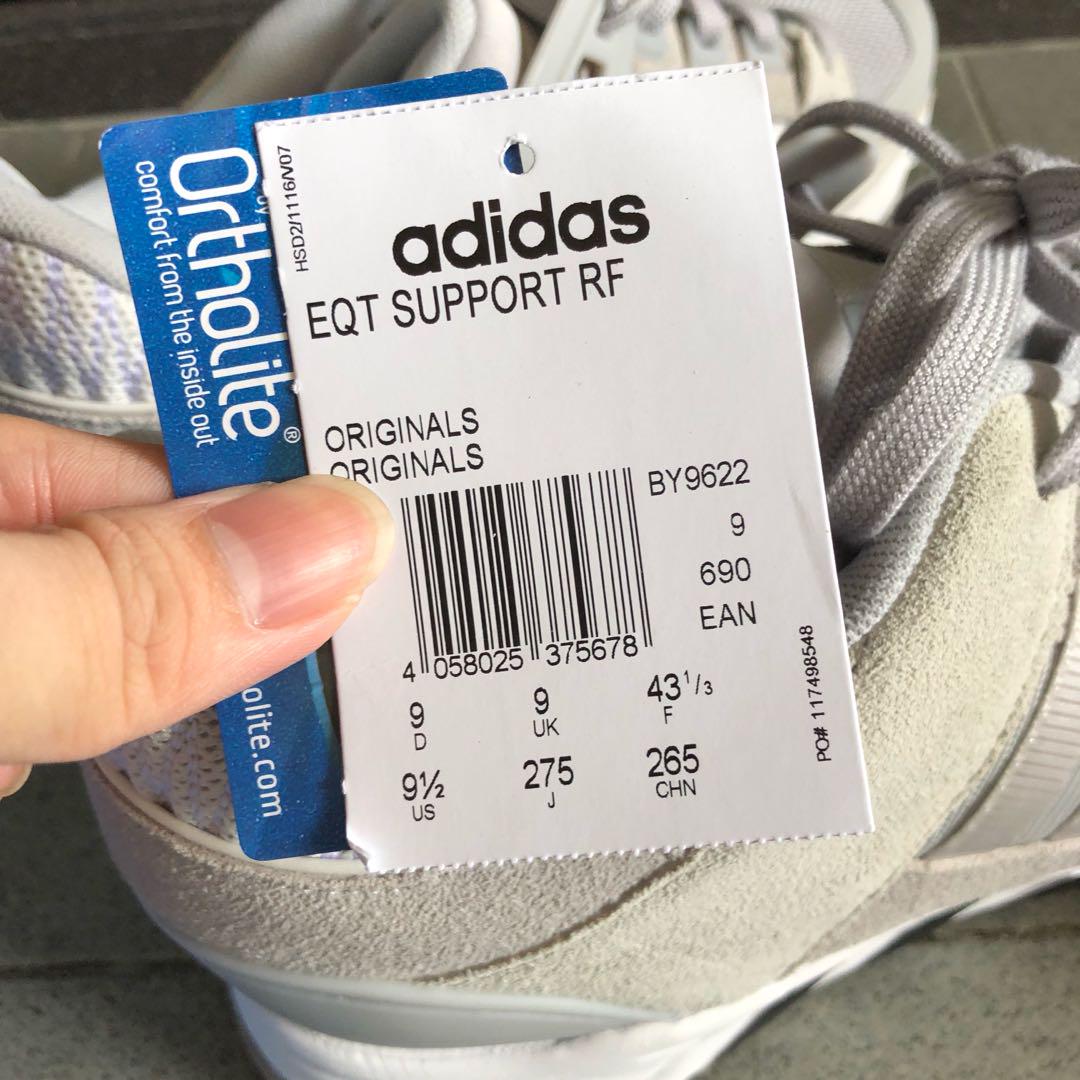 Ortholite®
comfort from the inside out
olite.com
HSD2/1116/V07
adidas
EQT SUPPORT RF
ORIGINALS
ORIGINALS
BY9622
9
690
EAN
4 058025 375678
9 9 43 1/3
D UK F
9½ 275 265
US J CHN
PO# 117498548